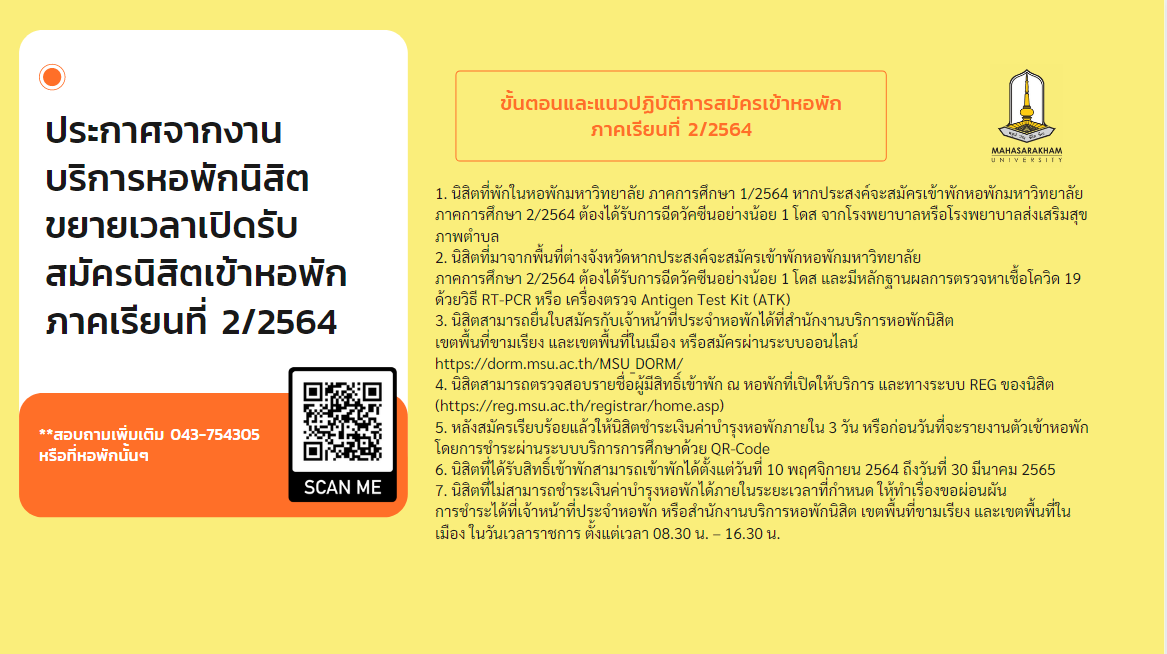 ประกาศจากงาน
บริการหอพักนิสิต
ขยายเวลาเปิดรับ
สมัครนิสิตเข้าหอพัก
ภาคเรียนที่ 2/2564
**สอบถามเพิ่มเติม 043-754305
หรือที่หอพักนั้นๆ
SCAN ME
ขั้นตอนและแนวปฏิบัติการสมัครเข้าหอพัก
ภาคเรียนที่ 2/2564
MAHASARAKHAM
UNIVERSITY
1. นิสิตที่พักในหอพักมหาวิทยาลัย ภาคการศึกษา 1/2564 หากประสงค์จะสมัครเข้าพักหอพักมหาวิทยาลัย
ภาคการศึกษา 2/2564 ต้องได้รับการฉีดวัคซีนอย่างน้อย 1 โดส จากโรงพยาบาลหรือโรงพยาบาลส่งเสริมสุข
ภาพตำบล
2. นิสิตที่มาจากพื้นที่ต่างจังหวัดหากประสงค์จะสมัครเข้าพักหอพักมหาวิทยาลัย
ภาคการศึกษา 2/2564 ต้องได้รับการฉีดวัคซีนอย่างน้อย 1 โดส และมีหลักฐานผลการตรวจหาเชื้อโควิด 19
ด้วยวิธี RT-PCR หรือ เครื่องตรวจ Antigen Test Kit (ATK)
3. นิสิตสามารถยื่นใบสมัครกับเจ้าหน้าที่ประจำหอพักได้ที่สำนักงานบริการหอพักนิสิต
เขตพื้นที่ขามเรียง และเขตพื้นที่ในเมือง หรือสมัครผ่านระบบออนไลน์
https://dorm.msu.ac.th/MSU_DORM/
4. นิสิตสามารถตรวจสอบรายชื่อผู้มีสิทธิ์เข้าพัก ณ หอพักที่เปิดให้บริการ และทางระบบ REG ของนิสิต
(https://reg.msu.ac.th/registrar/home.asp)
5. หลังสมัครเรียบร้อยแล้วให้นิสิตชำระเงินค่าบำรุงหอพักภายใน 3 วัน หรือก่อนวันที่จะรายงานตัวเข้าหอพัก
โดยการชำระผ่านระบบบริการการศึกษาด้วย QR-Code
6. นิสิตที่ได้รับสิทธิ์เข้าพักสามารถเข้าพักได้ตั้งแต่วันที่ 10 พฤศจิกายน 2564 ถึงวันที่ 30 มีนาคม 2565
7. นิสิตที่ไม่สามารถชำระเงินค่าบำรุงหอพักได้ภายในระยะเวลาที่กำหนด ให้ทำเรื่องขอผ่อนผัน
การชำระได้ที่เจ้าหน้าที่ประจำหอพัก หรือสำนักงานบริการหอพักนิสิต เขตพื้นที่ขามเรียง และเขตพื้นที่ใน
เมือง ในวันเวลาราชการ ตั้งแต่เวลา 08.30 น. – 16.30 น.